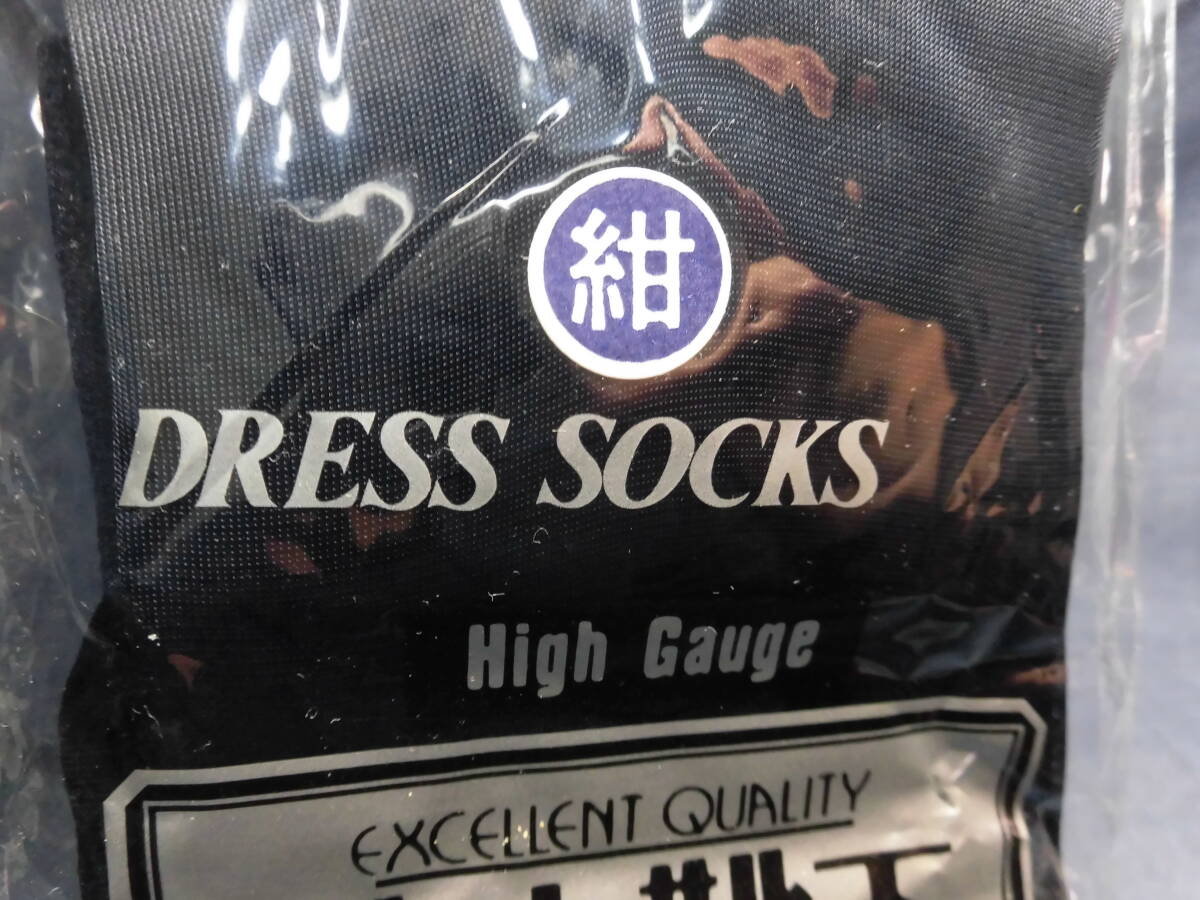 紺
DRESS SOCKS
High Gauge
EXCELLENT QUALITY